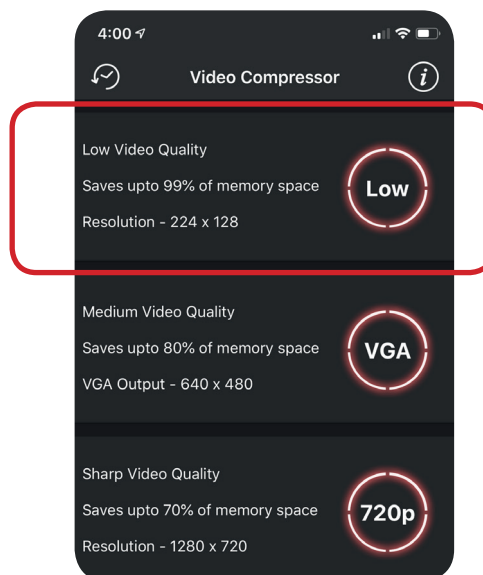 4:00
Video Compressor
i
Low Video Quality
Saves upto 99% of memory space
Resolution - 224 x 128
Low
Medium Video Quality
Saves upto 80% of memory space
VGA Output - 640 x 480
VGA
Sharp Video Quality
Saves upto 70% of memory space
Resolution - 1280 x 720
720p